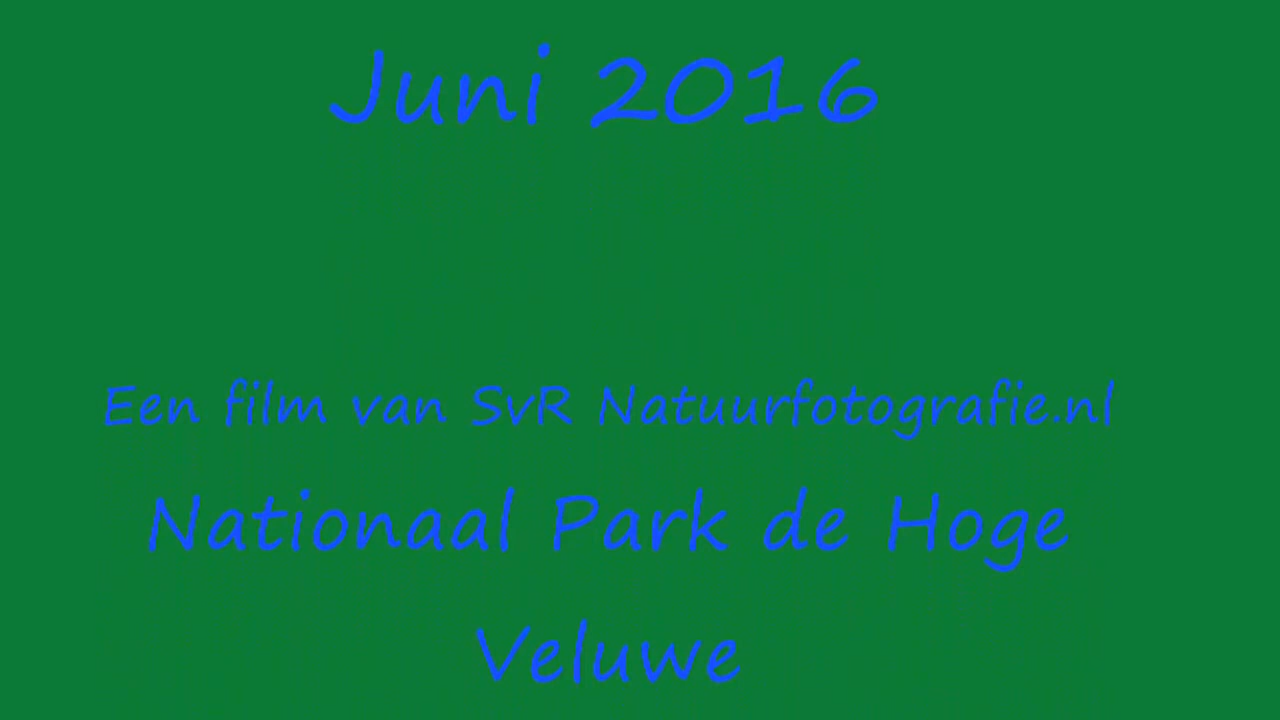 Juni 2016
Een film van SvR Natuurfotografie.nl
Nationaal Park de Hoge
Veluwe